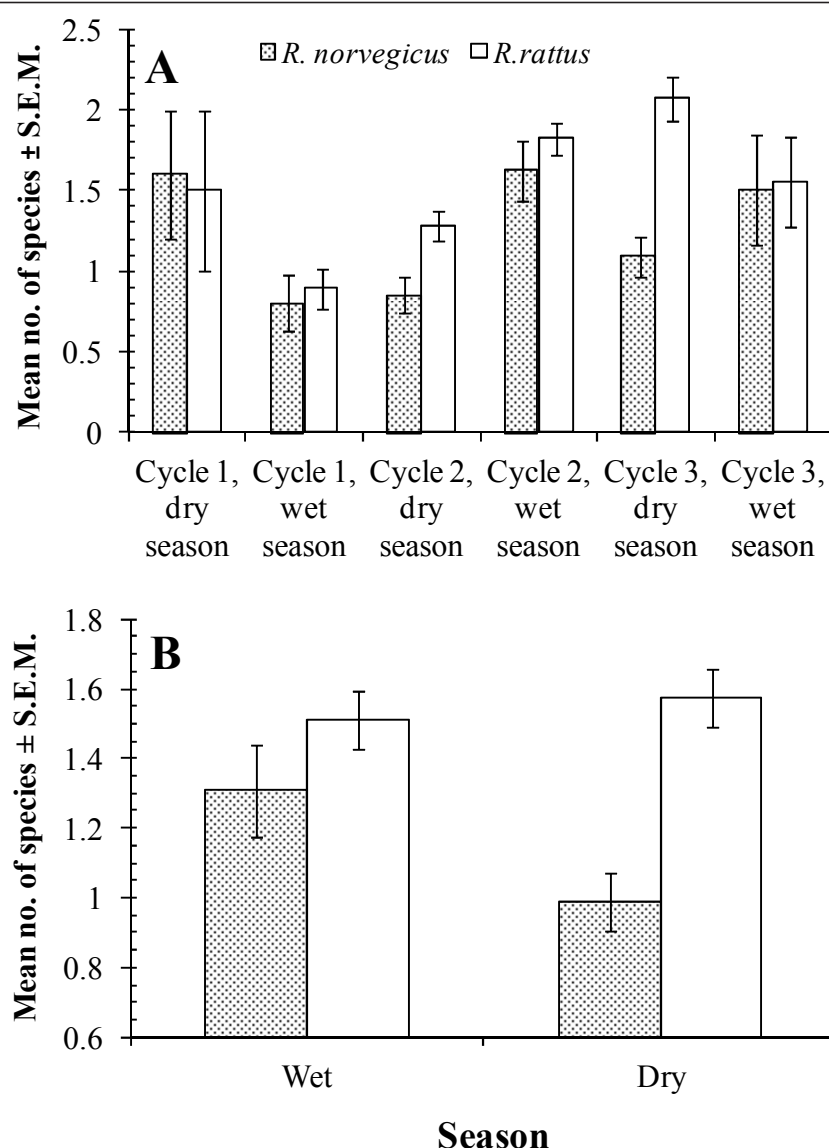 A
R. norvegicus R.rattus
Mean no. of species ± S.E.M.
2.5
2
1.5
1
0.5
0
Cycle 1, dry season
Cycle 1, wet season
Cycle 2, dry season
Cycle 2, wet season
Cycle 3, dry season
Cycle 3, wet season
B
Mean no. of species ± S.E.M.
1.8
1.6
1.4
1.2
1
0.8
0.6
Wet Dry
Season